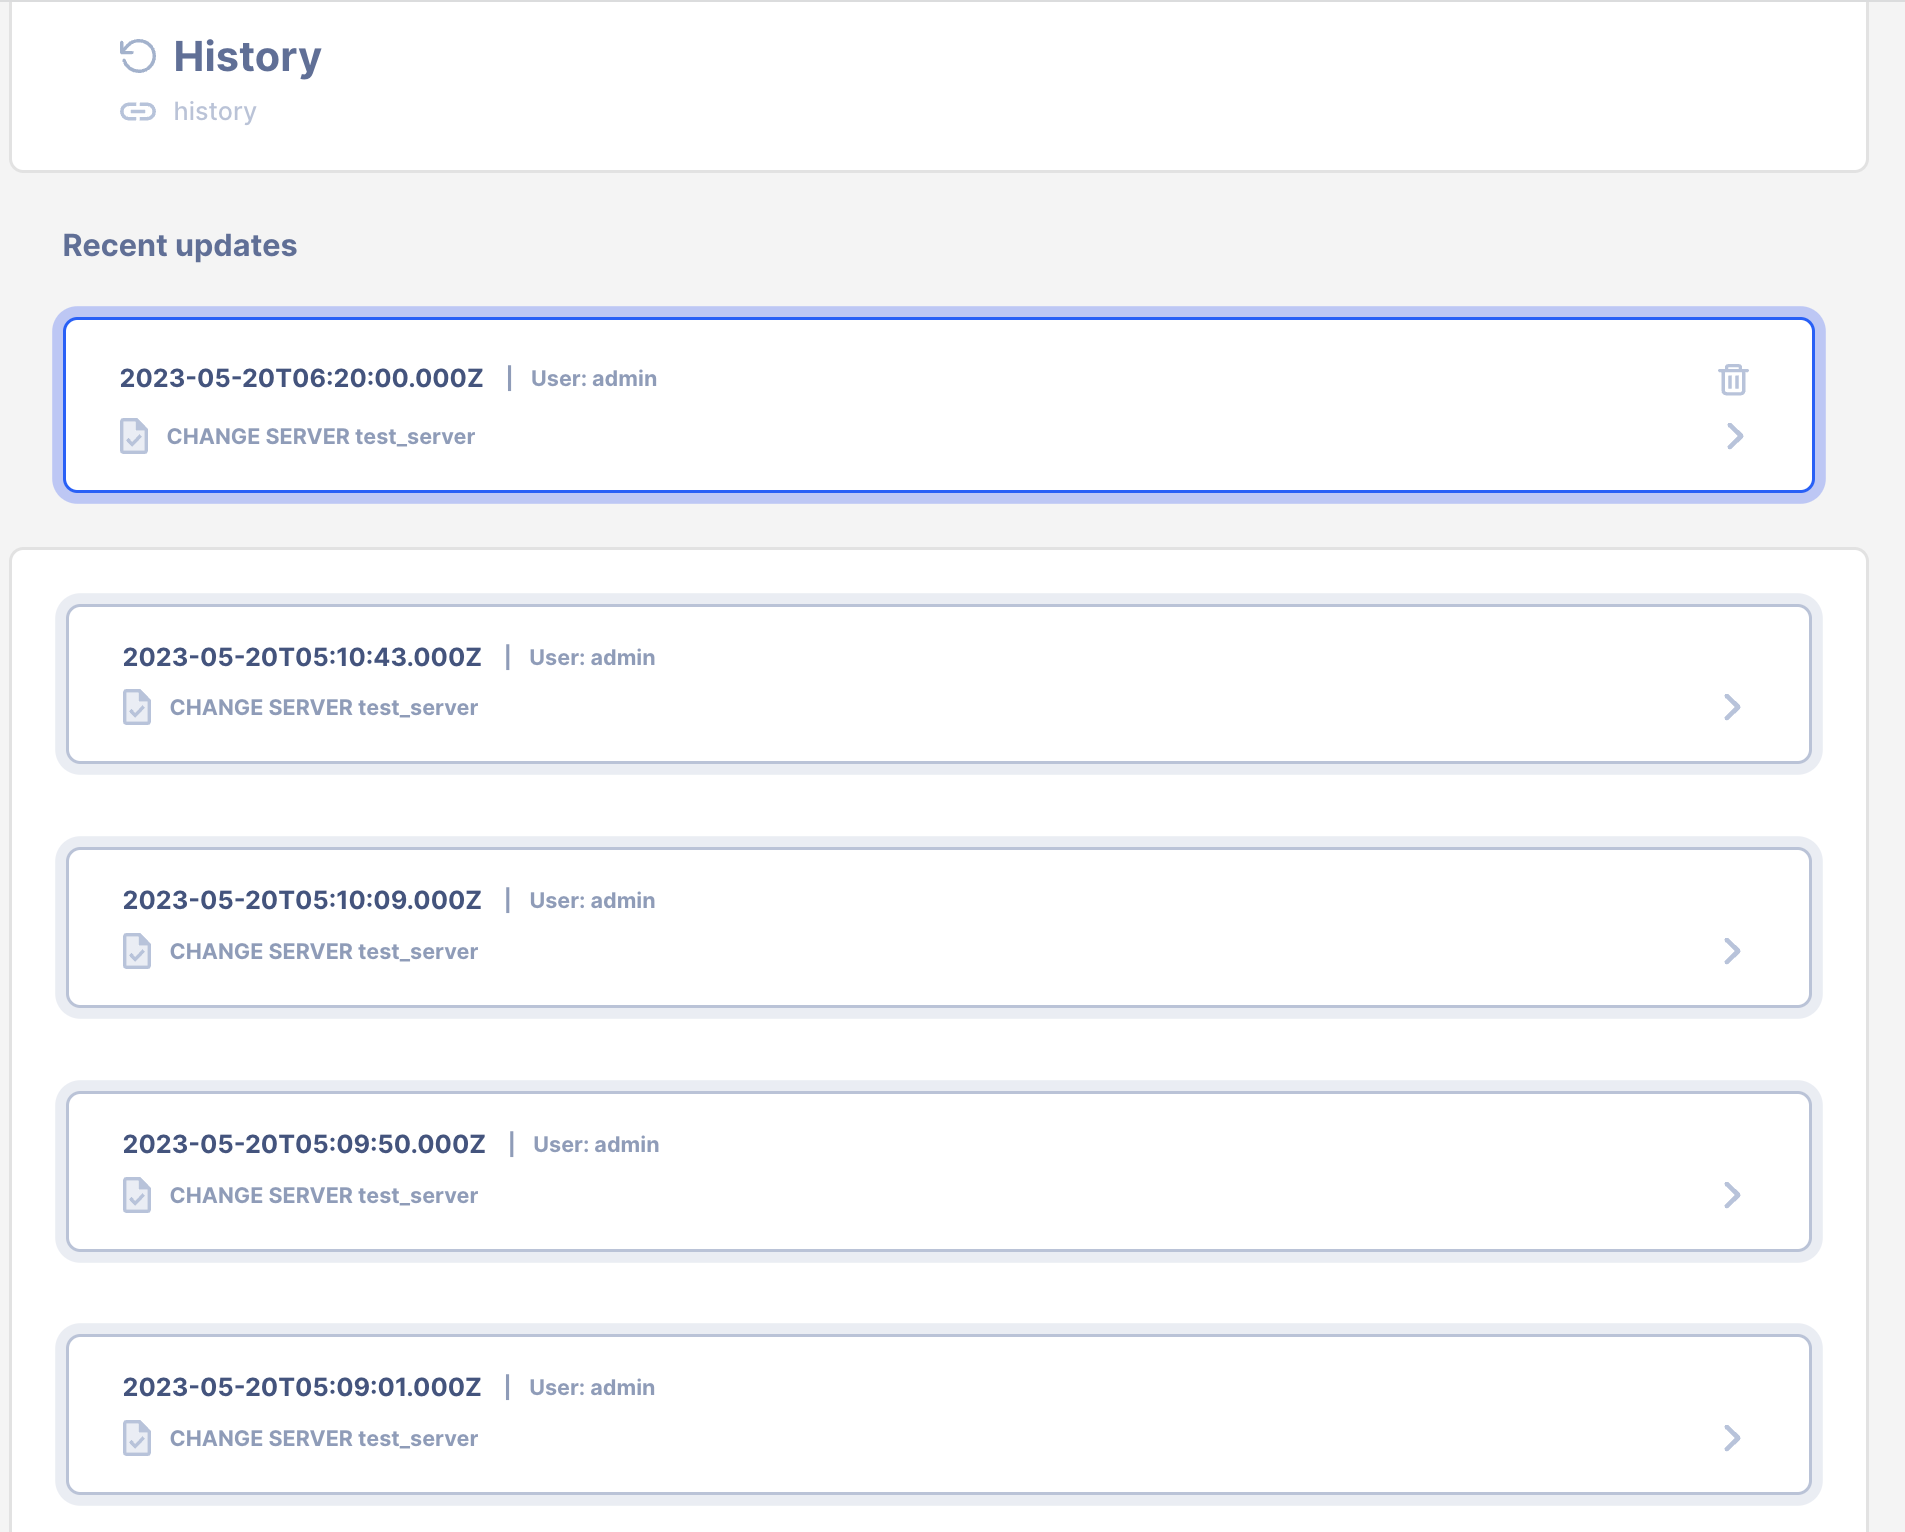 History
history
Recent updates
2023-05-20T06:20:00.000Z | User: admin
CHANGE SERVER test_server
2023-05-20T05:10:43.000Z | User: admin
CHANGE SERVER test_server
2023-05-20T05:10:09.000Z | User: admin
CHANGE SERVER test_server
2023-05-20T05:09:50.000Z | User: admin
CHANGE SERVER test_server
2023-05-20T05:09:01.000Z | User: admin
CHANGE SERVER test_server